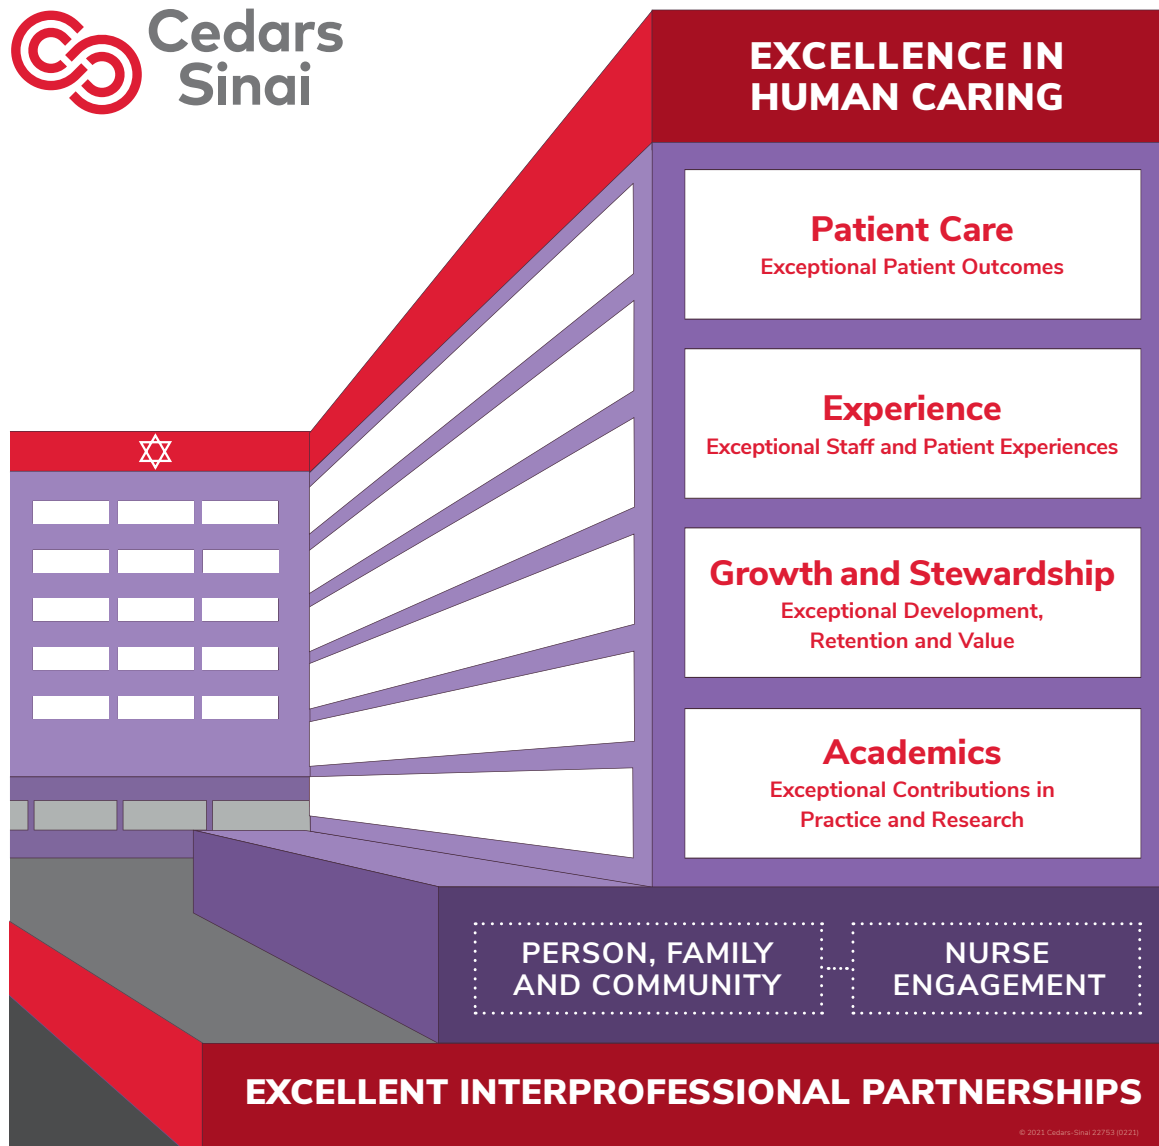 Cedars
Sinai
EXCELLENCE IN
HUMAN CARING
Patient Care
Exceptional Patient Outcomes
Experience
Exceptional Staff and Patient Experiences
Growth and Stewardship
Exceptional Development,
Retention and Value
Academics
Exceptional Contributions in
Practice and Research
PERSON, FAMILY
AND COMMUNITY
NURSE
ENGAGEMENT
EXCELLENT INTERPROFESSIONAL PARTNERSHIPS
© 2021 Cedars-Sinai 22753 (0221)